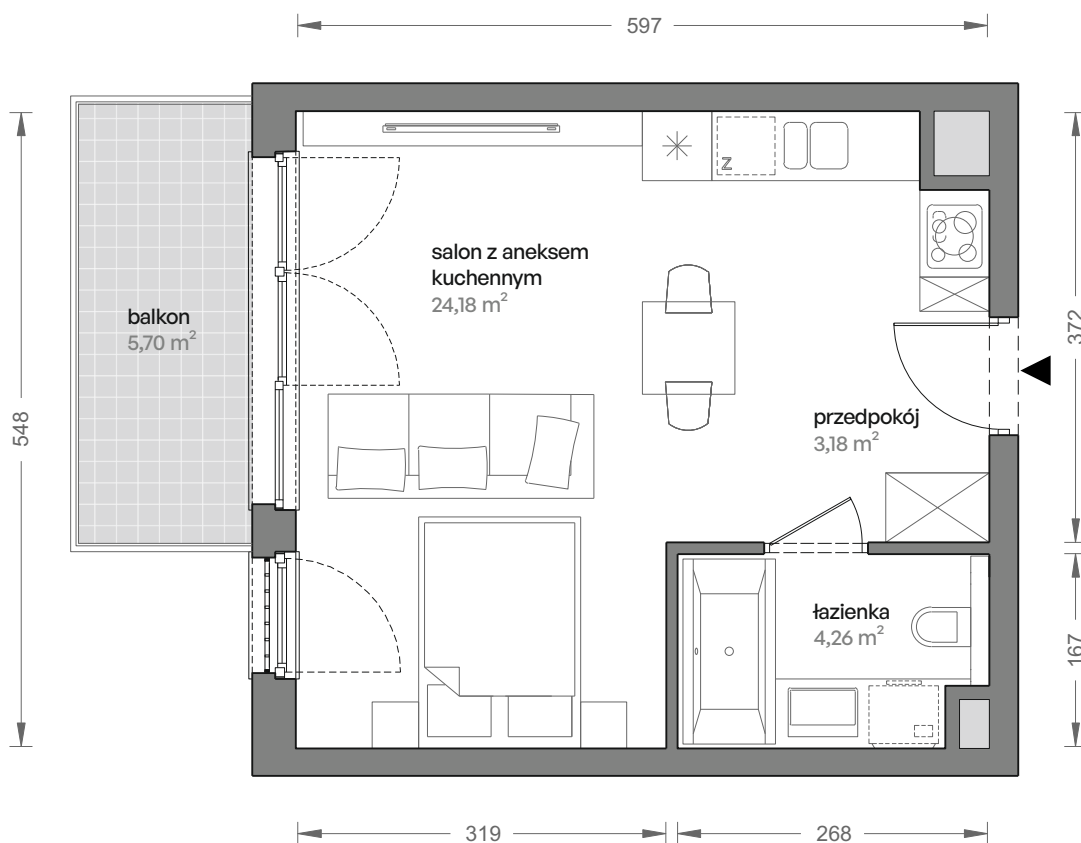 597
salon z aneksem
kuchennym
24,18 m²
Z
balkon
5,70 m²
548
372
przedpokój
3,18 m²
łazienka
4,26 m²
167
319
268